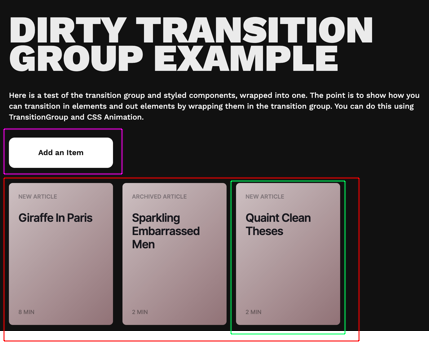 DIRTY TRANSITION
GROUP EXAMPLE
Here is a test of the transition group and styled components, wrapped into one. The point is to show how you
can transition in elements and out elements by wrapping them in the transition group. You can do this using
TransitionGroup and CSS Animation.
Add an Item
NEW ARTICLE
Giraffe In Paris
8 MIN
ARCHIVED ARTICLE
Sparkling
Embarrassed
Men
2 MIN
NEW ARTICLE
Quaint Clean
Theses
2 MIN